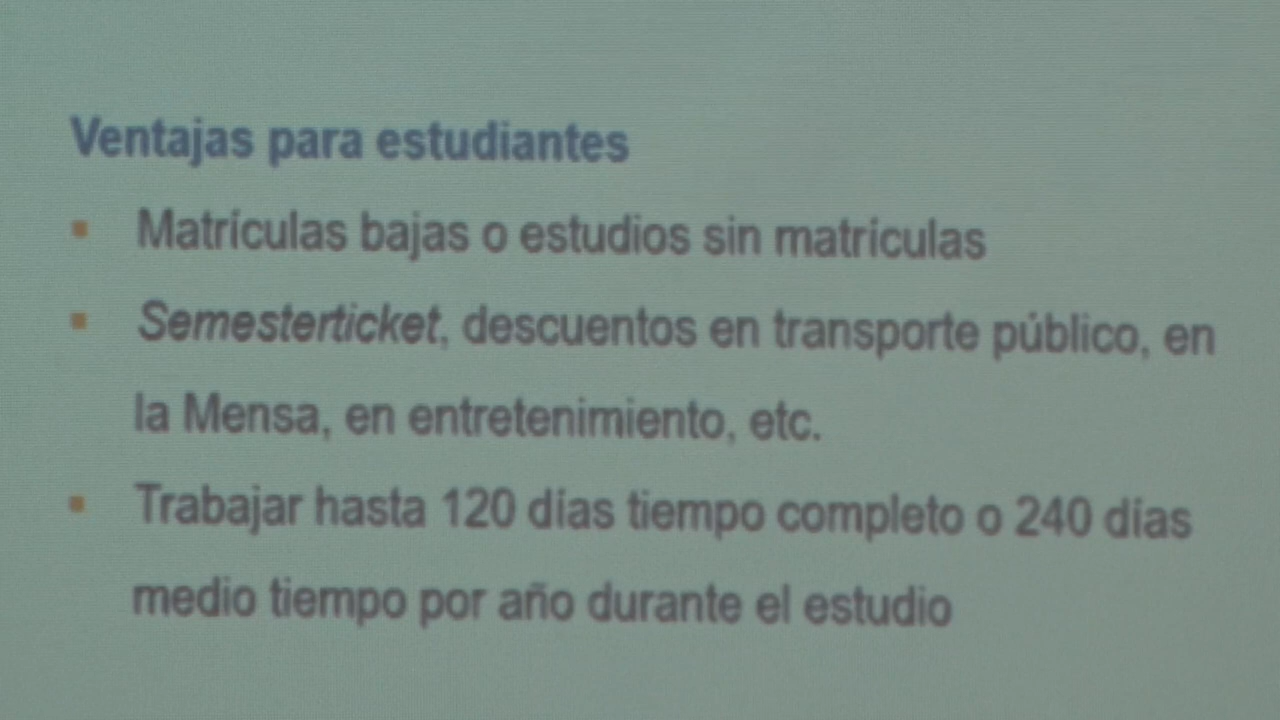 Ventajas para estudiantes
▪ Matrículas bajas o estudios sin matrículas
▪ Semesterticket, descuentos en transporte público, en
la Mensa, en entretenimiento, etc.
▪ Trabajar hasta 120 días tiempo completo o 240 días
medio tiempo por año durante el estudio